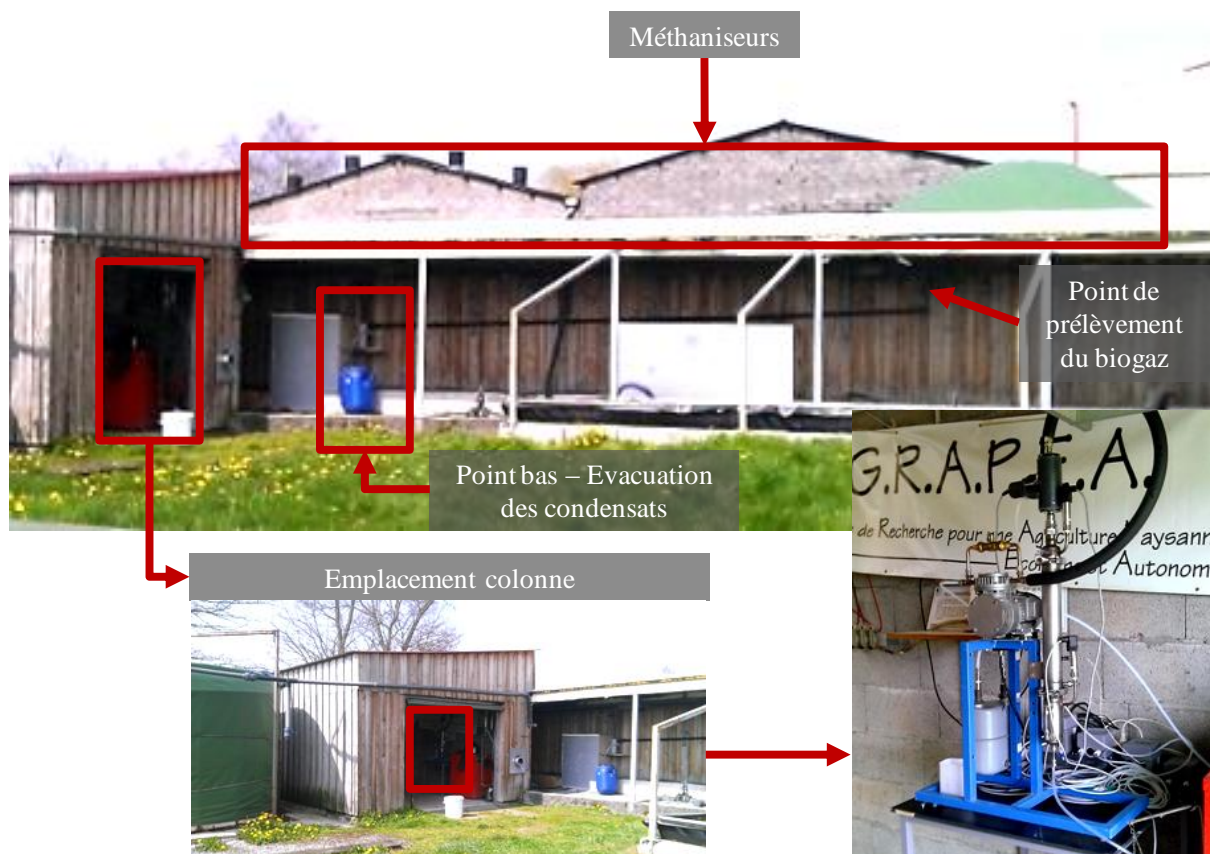 Méthaniseurs
Point de
prélèvement
du biogaz
Point bas – Evacuation
des condensats
Emplacement colonne
G.R.A.P.E.A.
de Recherche pour une Agriculture Paysann
Econ et Autonom